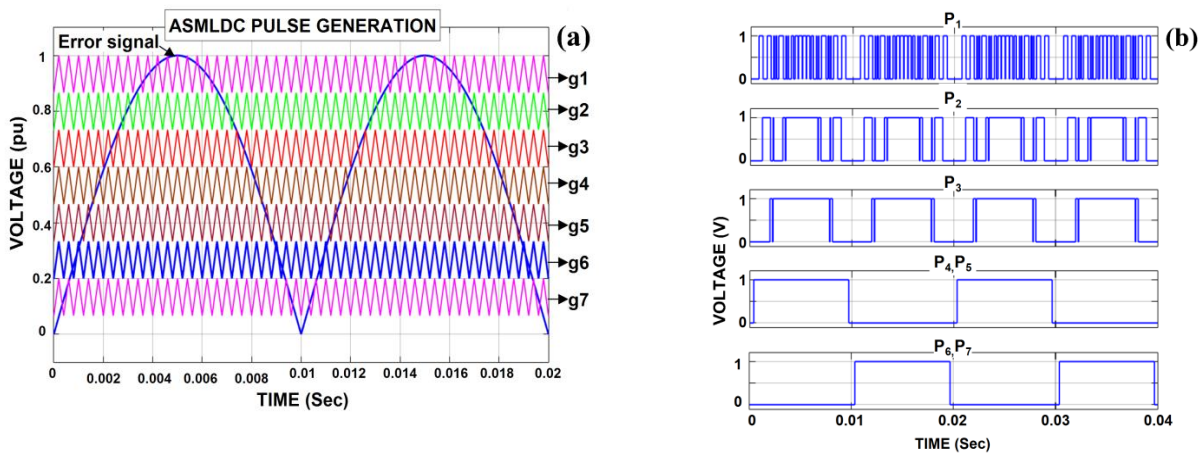 ASMLDC PULSE GENERATION
(a)
Error signal
1
0.8
0.6
0.4
0.2
0
VOLTAGE (pu)
g1
g2
g3
g4
g5
g6
g7
0 0.002 0.004 0.005 0.006 0.01 0.012 0.014 0.016 0.018 0.02
TIME (Sec)
(b)
P1
1
0
P2
1
0
P3
1
0
P4,P5
1
0
P6,P7
1
0
VOLTAGE (V)
0 0.01 0.02 0.03 0.04
TIME (Sec)